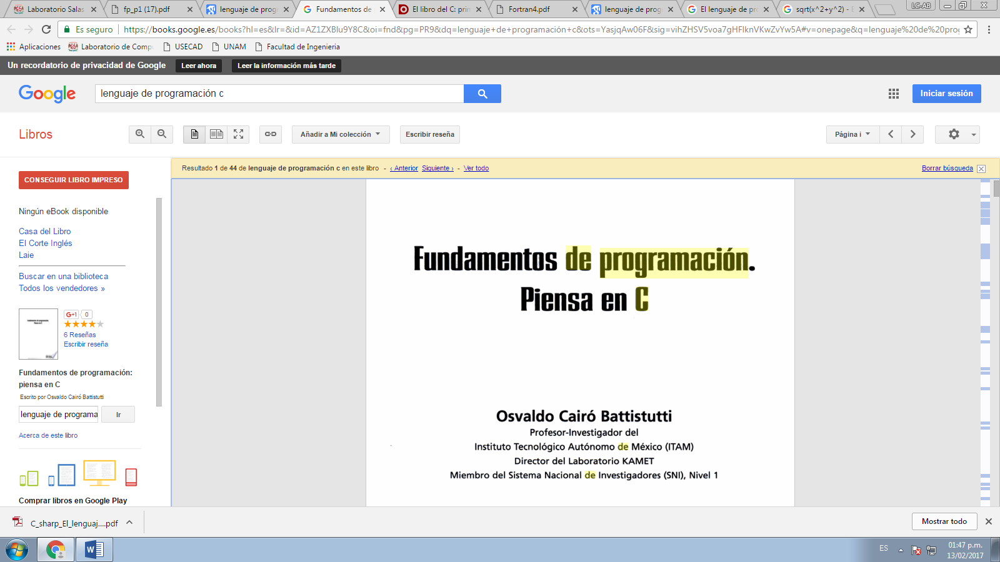 LC-AB
Laboratorio Salas
fp_p1 (17).pdf
lenguaje de prog
Fundamentos de
El libro del C: prim
Fortran4.pdf
lenguaje de prog
El lenguaje de pr
sqrt(x^2+y^2) -
Es seguro
https://books.google.es/books?hl=es&lr=&id=AZ1ZXBlu9Y8C&oi=fnd&pg=PR9&dq=lenguaje+de+programación+c&ots=YasjqAw06F&sig=vihZHSV5voa7gHFlknVKwZvYw5A#v=onepage&q=lenguaje%20de%20prog
Aplicaciones
Laboratorio de Comp
USECAD
UNAM
Facultad de Ingenieria
Un recordatorio de privacidad de Google
Leer ahora
Leer la información más tarde
Google
lenguaje de programación c
Iniciar sesión
Libros
Añadir a Mi colección
Escribir reseña
Página i
CONSEGUIR LIBRO IMPRESO
Ningún eBook disponible
Casa del Libro
El Corte Inglés
Laie
Buscar en una biblioteca
Todos los vendedores »
G+1 0
6 Reseñas
Escribir reseña
Fundamentos de programación:
piensa en C
Escrito por Osvaldo Cairó Battistutti
lenguaje de programa
Ir
Acerca de este libro
Comprar libros en Google Play
Resultado 1 de 44 de lenguaje de programación c en este libro - ‹ Anterior Siguiente › - Ver todo
Borrar búsqueda
Fundamentos de programación.
Piensa en C
Osvaldo Cairó Battistutti
Profesor-Investigador del
Instituto Tecnológico Autónomo de México (ITAM)
Director del Laboratorio KAMET
Miembro del Sistema Nacional de Investigadores (SNI), Nivel 1
C_sharp_El_lenguaj....pdf
Mostrar todo
ES
01:47 p.m.
13/02/2017